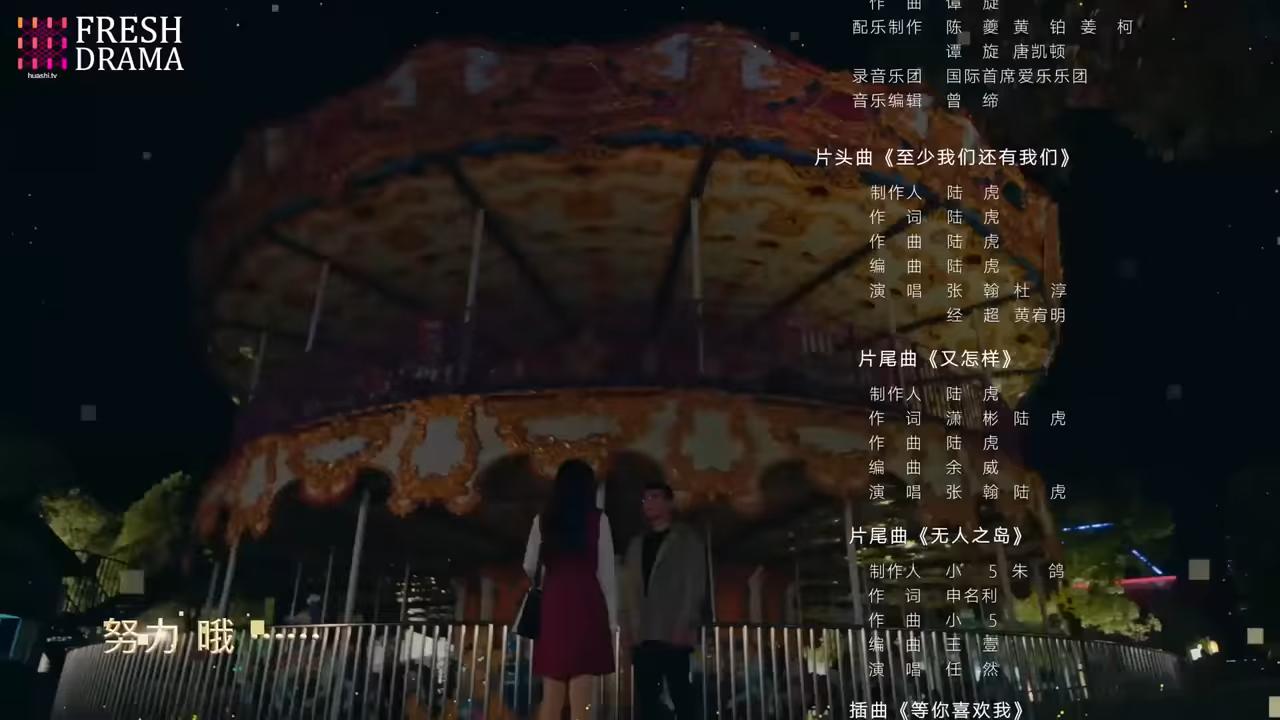 FRESH
DRAMA
huashi.tv
作 曲 谭 旋
配乐制作 陈 夔 黄 铂 姜 柯
谭 旋 唐凯顿
录音乐团 国际首席爱乐乐团
音乐编辑 曾 缔
片头曲《至少我们还有我们》
制作人 陆 虎
作 词 陆 虎
作 曲 陆 虎
编 曲 陆 虎
演 唱 张 翰 杜 淳
经 超 黄宥明
片尾曲《又怎样》
制作人 陆 虎
作 词 潇 彬 陆 虎
作 曲 陆 虎
编 曲 余 威
演 唱 张 翰 陆 虎
片尾曲《无人之岛》
制作人 小 5 朱 鸽
作 词 申名利
作 曲 小 5
编 曲 王 壹
演 唱 任 然
插曲《等你喜欢我》
努力 哦 ......